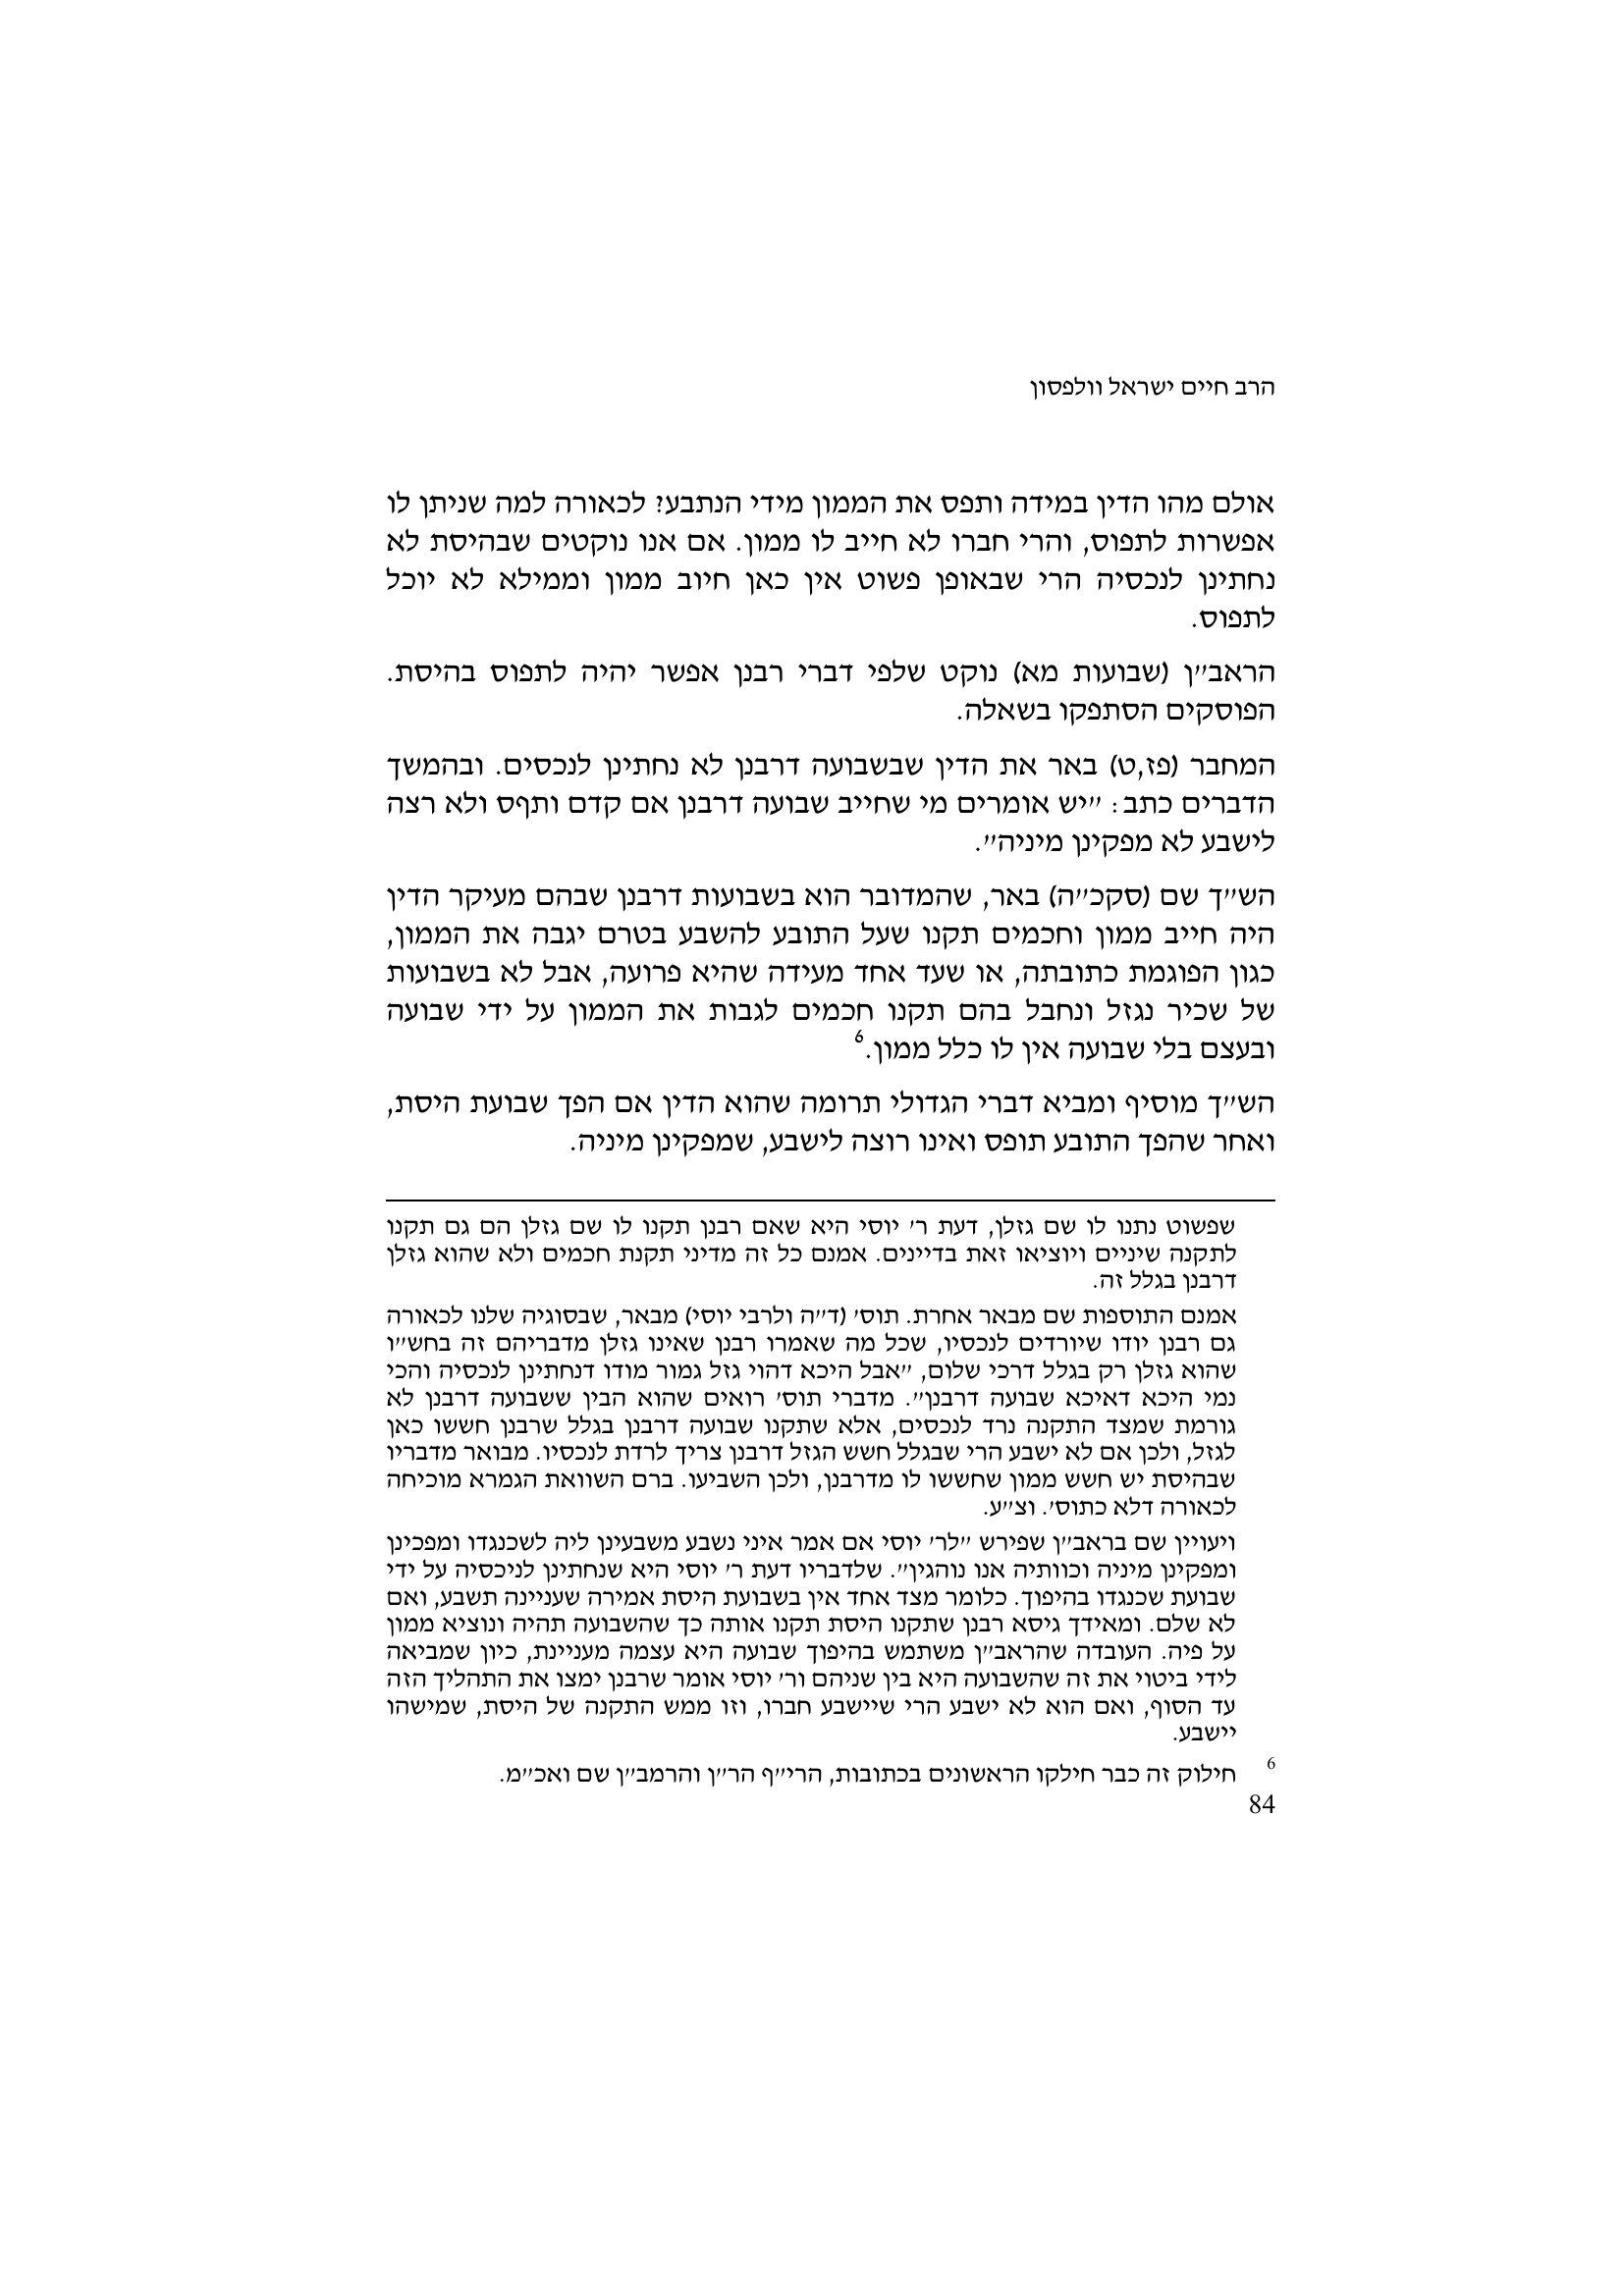 הרב חיים ישראל וולפסון
אולם מהו הדין במידה ותפס את הממון מידי הנתבע? לכאורה למה שניתן לו
אפשרות לתפוס, והרי חברו לא חייב לו ממון. אם אנו נוקטים שבהיסת לא
נחתינן לנכסיה הרי שבאופן פשוט אין כאן חיוב ממון וממילא לא יוכל
לתפוס.
הראב״ן (שבועות מא) נוקט שלפי דברי רבנן אפשר יהיה לתפוס בהיסת.
הפוסקים הסתפקו בשאלה.
המחבר (פז,ט) באר את הדין שבשבועה דרבנן לא נחתינן לנכסים. ובהמשך
הדברים כתב: ״יש אומרים מי שחייב שבועה דרבנן אם קדם ותףס ולא רצה
לישבע לא מפקינן מיניה״.
הש״ך שם (סקכ״ה) באר, שהמדובר הוא בשבועות דרבנן שבהם מעיקר הדין
היה חייב ממון וחכמים תקנו שעל התובע להשבע בטרם יגבה את הממון,
כגון הפוגמת כתובתה, או שעד אחד מעידה שהיא פרועה, אבל לא בשבועות
של שכיר נגזל ונחבל בהם תקנו חכמים לגבות את הממון על ידי שבועה
ובעצם בלי שבועה אין לו כלל ממון.6
הש״ך מוסיף ומביא דברי הגדולי תרומה שהוא הדין אם הפך שבועת היסת,
ואחר שהפך התובע תופס ואינו רוצה לישבע, שמפקינן מיניה.
שפשוט נתנו לו שם גזלן, דעת ר׳ יוסי היא שאם רבנן תקנו לו שם גזלן הם גם תקנו
לתקנה שיניים ויוציאו זאת בדיינים. אמנם כל זה מדיני תקנת חכמים ולא שהוא גזלן
דרבנן בגלל זה.
אמנם התוספות שם מבאר אחרת. תוס׳ (ד״ה ולרבי יוסי) מבאר, שבסוגיה שלנו לכאורה
גם רבנן יודו שיורדים לנכסיו, שכל מה שאמרו רבנן שאינו גזלן מדבריהם זה בחש״ו
שהוא גזלן רק בגלל דרכי שלום, ״אבל היכא דהוי גזל גמור מודו דנחתינן לנכסיה והכי
נמי היכא דאיכא שבועה דרבנן״. מדברי תוס׳ רואים שהוא הבין ששבועה דרבנן לא
גורמת שמצד התקנה נרד לנכסים, אלא שתקנו שבועה דרבנן בגלל שרבנן חששו כאן
לגזל, ולכן אם לא ישבע הרי שבגלל חשש הגזל דרבנן צריך לרדת לנכסיו. מבואר מדבריו
שבהיסת יש חשש ממון שחששו לו מדרבנן, ולכן השביעו. ברם השוואת הגמרא מוכיחה
לכאורה דלא כתוס׳. וצ״ע.
ויעויין שם בראב״ן שפירש ״לר׳ יוסי אם אמר איני נשבע משבעינן ליה לשכנגדו ומפכינן
ומפקינן מיניה וכוותיה אנו נוהגין״. שלדבריו דעת ר׳ יוסי היא שנחתינן לניכסיה על ידי
שבועת שכנגדו בהיפוך. כלומר מצד אחד אין בשבועת היסת אמירה שעניינה תשבע, ואם
לא שלם. ומאידך גיסא רבנן שתקנו היסת תקנו אותה כך שהשבועה תהיה ונוציא ממון
על פיה. העובדה שהראב״ן משתמש בהיפוך שבועה היא עצמה מעניינת, כיון שמביאה
לידי ביטוי את זה שהשבועה היא בין שניהם ור׳ יוסי אומר שרבנן ימצו את התהליך הזה
עד הסוף, ואם הוא לא ישבע הרי שיישבע חברו, וזו ממש התקנה של היסת, שמישהו
יישבע.
6 חילוק זה כבר חילקו הראשונים בכתובות, הרי״ף הר״ן והרמב״ן שם ואכ״מ.
84